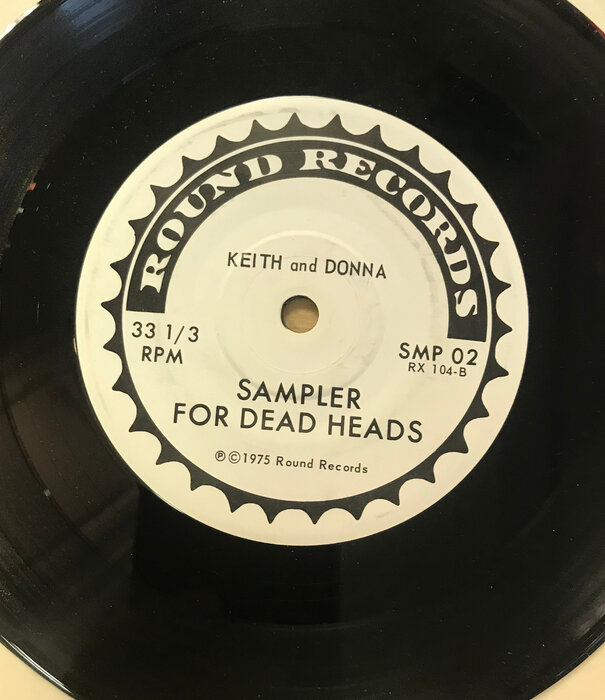 ROUND RECORDS
KEITH and DONNA
33 1/3
RPM
SMP 02
RX 104-B
SAMPLER
FOR DEAD HEADS
℗©1975 Round Records